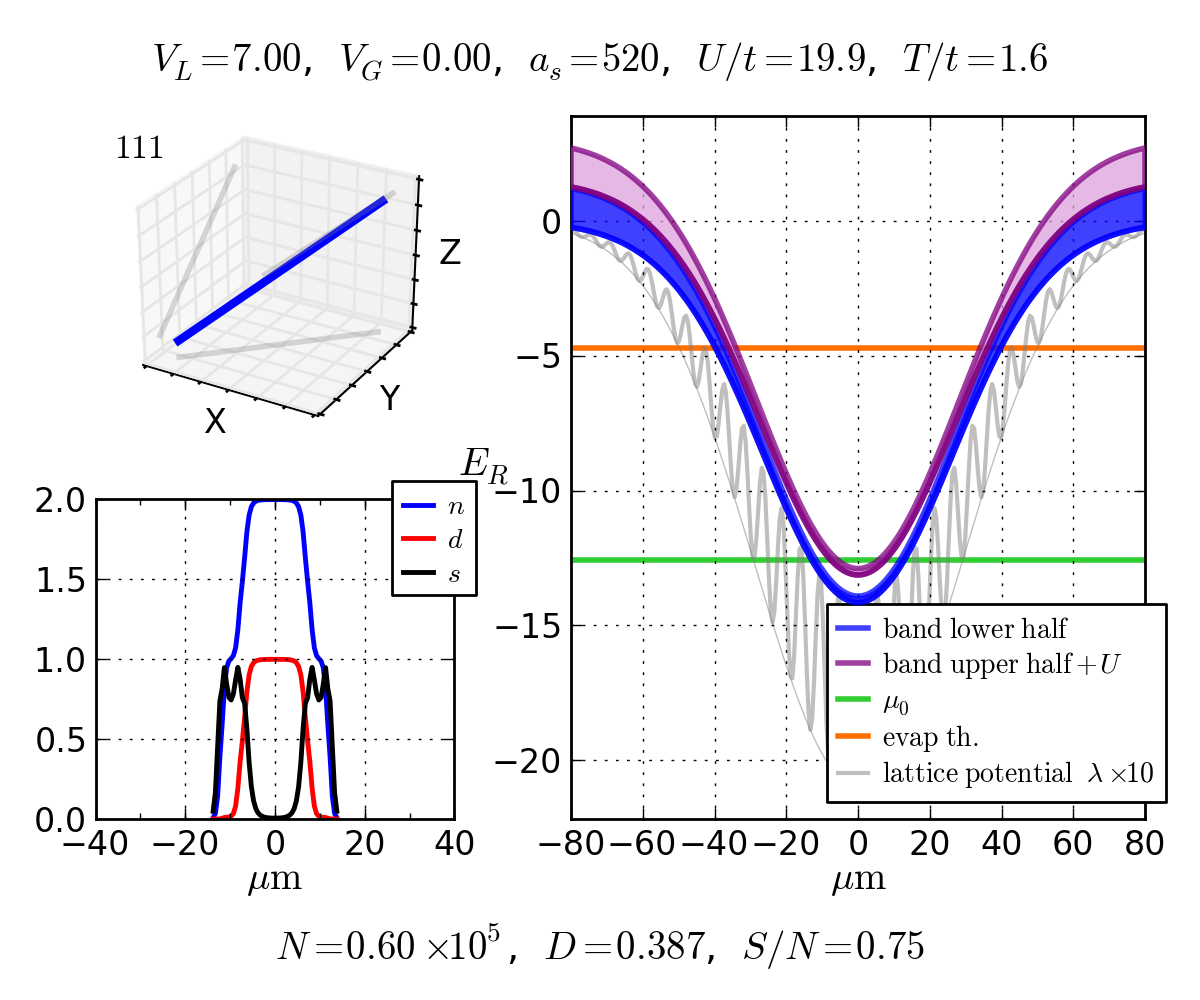 V_L=7.00, V_G=0.00, a_s=520, U/t=19.9, T/t=1.6
111
Z
Y
X
E_R
2.0
1.5
1.0
0.5
0.0
−40
−20
0
20
40
μm
n
d
s
0
−5
−10
−15
−20
−80
−60
−40
−20
0
20
40
60
80
μm
band lower half
band upper half+U
μ_0
evap th.
lattice potential λ×10
N=0.60×10^5, D=0.387, S/N=0.75